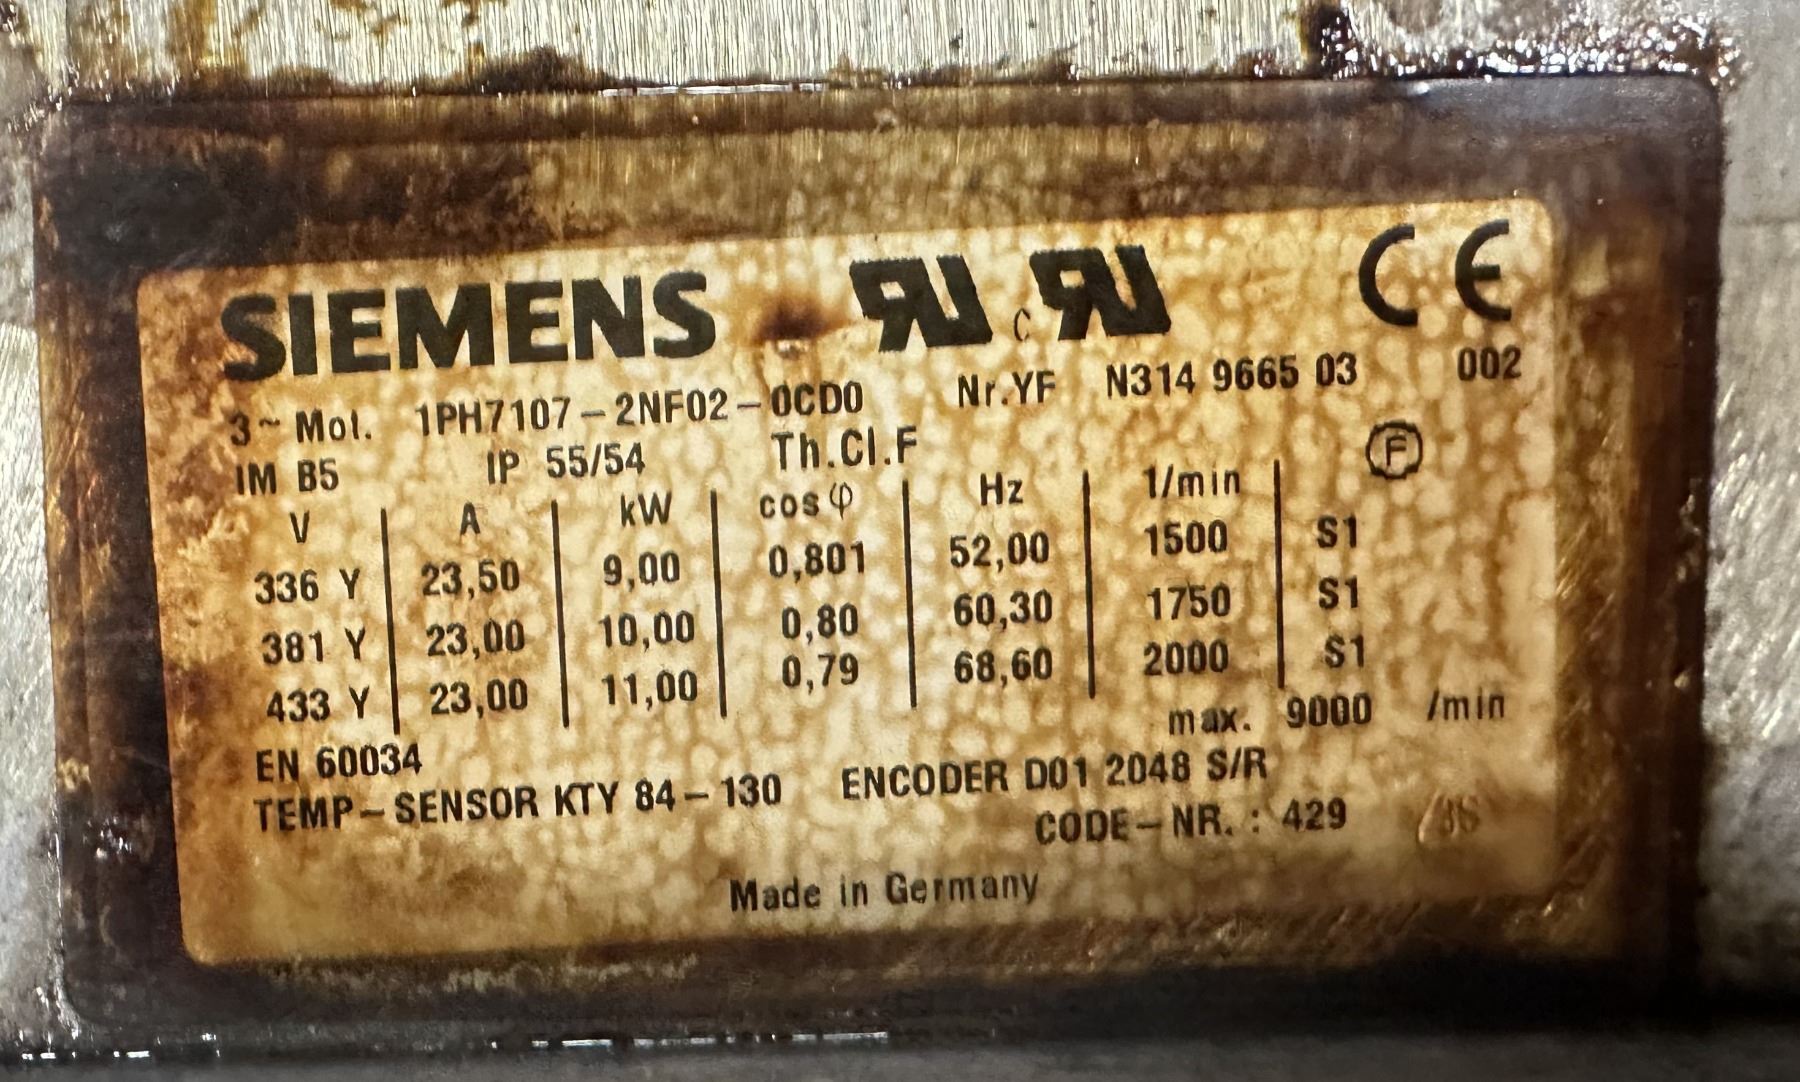 SIEMENS RU c RU CE
3~ Mot. 1PH7107-2NF02-0CD0 Nr.YF N314 9665 03 002
IM B5 IP 55/54 Th.Cl.F F
V A kW cosφ Hz 1/min
336 Y 23,50 9,00 0,801 52,00 1500 S1
381 Y 23,00 10,00 0,80 60,30 1750 S1
433 Y 23,00 11,00 0,79 68,60 2000 S1
max. 9000 /min
EN 60034
TEMP-SENSOR KTY 84-130 ENCODER D01 2048 S/R
CODE-NR.: 429
Made in Germany